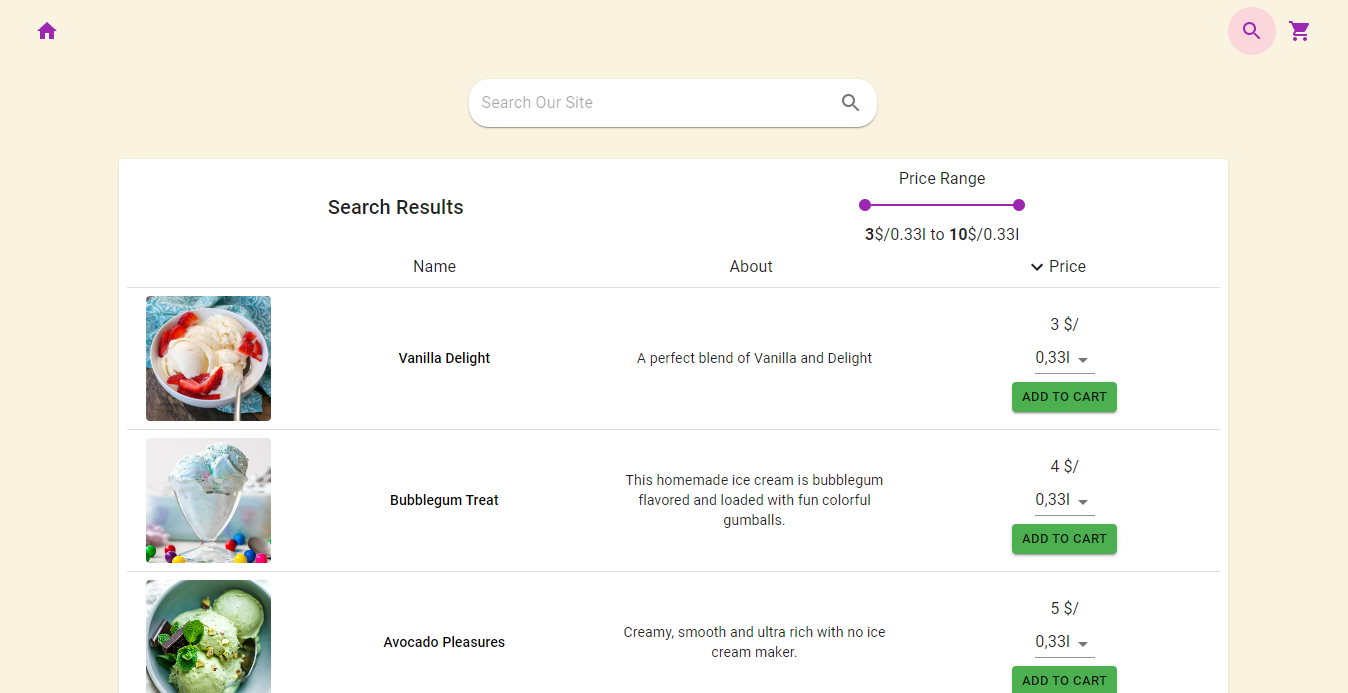 Search Our Site
Price Range
Search Results
3$/0.33l to 10$/0.33l
Name
About
Price
3 $/
Vanilla Delight
A perfect blend of Vanilla and Delight
0,33l
ADD TO CART
4 $/
Bubblegum Treat
This homemade ice cream is bubblegum
flavored and loaded with fun colorful
gumballs.
0,33l
ADD TO CART
5 $/
Avocado Pleasures
Creamy, smooth and ultra rich with no ice
cream maker.
0,33l
ADD TO CART